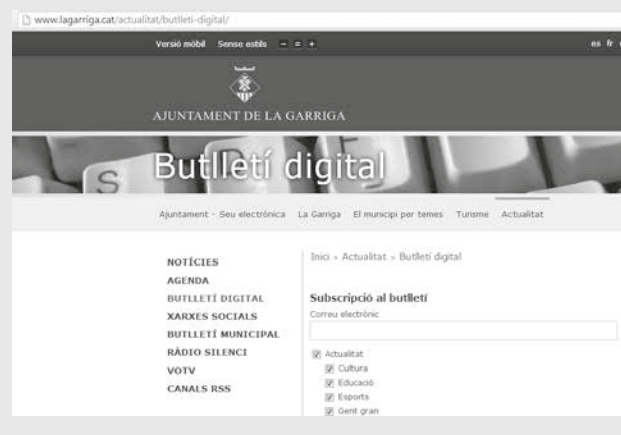 www.lagarriga.cat/actualitat/butlleti-digital/
Versió mòbil Sense estils - = + es fr
AJUNTAMENT DE LA GARRIGA
Butlletí digital
Ajuntament - Seu electrònica La Garriga El municipi per temes Turisme Actualitat
NOTÍCIES
AGENDA
BUTLLETÍ DIGITAL
XARXES SOCIALS
BUTLLETÍ MUNICIPAL
RÀDIO SILENCI
VOTV
CANALS RSS
Inici » Actualitat » Butlletí digital
Subscripció al butlletí
Correu electrònic
Actualitat
Cultura
Educació
Esports
Gent gran